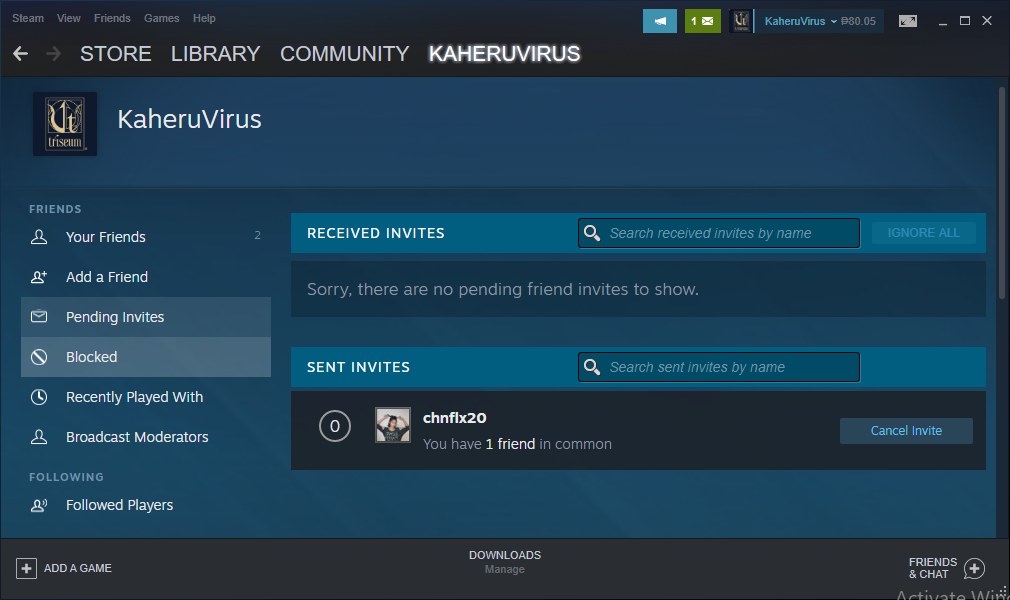 Steam View Friends Games Help
1 KaheruVirus ₱80.05
STORE LIBRARY COMMUNITY KAHERUVIRUS
triseum
KaheruVirus
FRIENDS
Your Friends 2
Add a Friend
Pending Invites
Blocked
Recently Played With
Broadcast Moderators
FOLLOWING
Followed Players
RECEIVED INVITES Search received invites by name IGNORE ALL
Sorry, there are no pending friend invites to show.
SENT INVITES Search sent invites by name
0 chnflx20
You have 1 friend in common
Cancel Invite
ADD A GAME
DOWNLOADS
Manage
FRIENDS
& CHAT
Activate Win